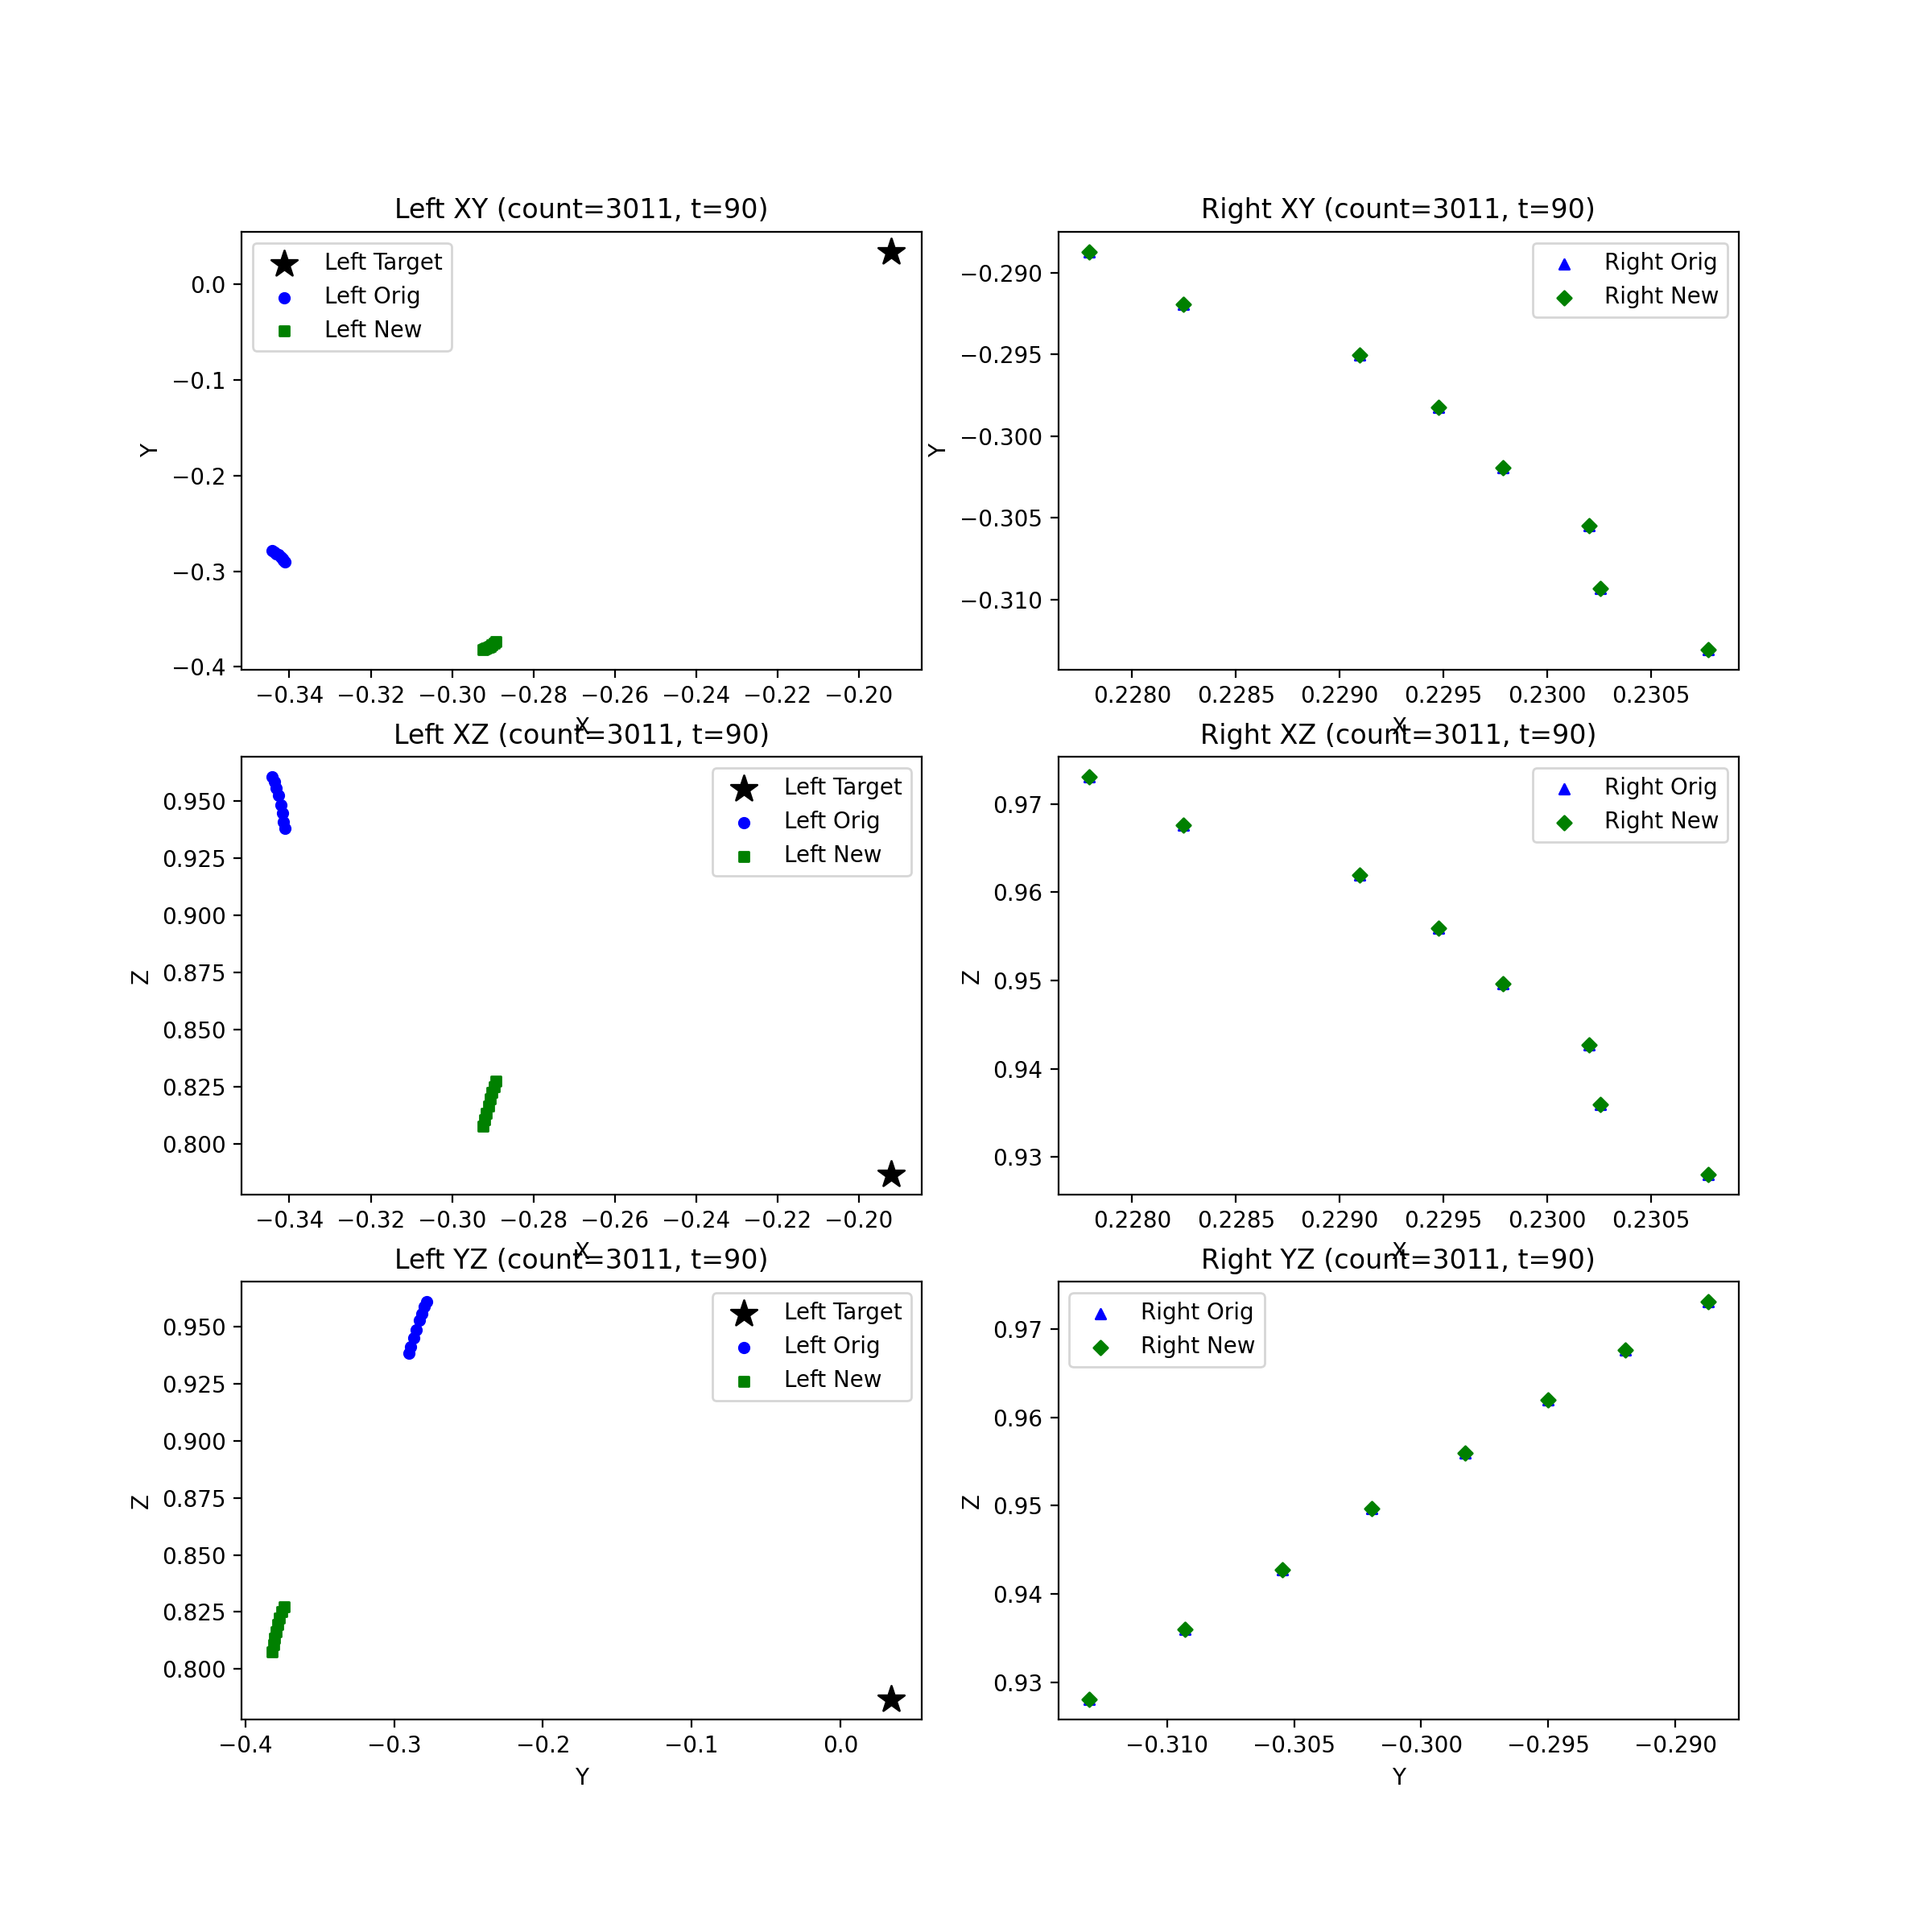 Left XY (count=3011, t=90)
Left Target
Left Orig
Left New
Y
0.0
−0.1
−0.2
−0.3
−0.4
−0.34 −0.32 −0.30 −0.28 −0.26 −0.24 −0.22 −0.20
X
Right XY (count=3011, t=90)
Right Orig
Right New
Y
−0.290
−0.295
−0.300
−0.305
−0.310
0.2280 0.2285 0.2290 0.2295 0.2300 0.2305
X
Left XZ (count=3011, t=90)
Left Target
Left Orig
Left New
Z
0.950
0.925
0.900
0.875
0.850
0.825
0.800
−0.34 −0.32 −0.30 −0.28 −0.26 −0.24 −0.22 −0.20
X
Right XZ (count=3011, t=90)
Right Orig
Right New
Z
0.97
0.96
0.95
0.94
0.93
0.2280 0.2285 0.2290 0.2295 0.2300 0.2305
X
Left YZ (count=3011, t=90)
Left Target
Left Orig
Left New
Z
0.950
0.925
0.900
0.875
0.850
0.825
0.800
−0.4 −0.3 −0.2 −0.1 0.0
Y
Right YZ (count=3011, t=90)
Right Orig
Right New
Z
0.97
0.96
0.95
0.94
0.93
−0.310 −0.305 −0.300 −0.295 −0.290
Y